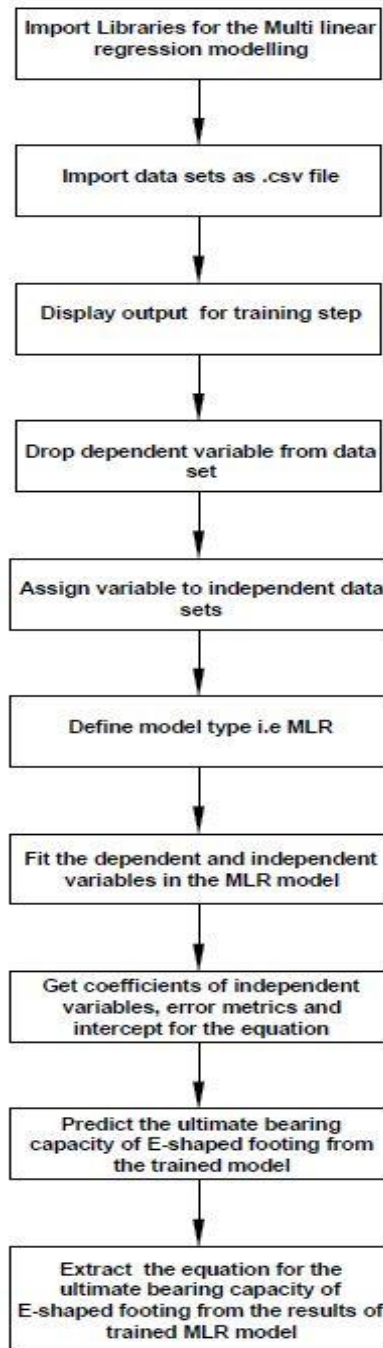 Import Libraries for the Multi linear
regression modelling
Import data sets as .csv file
Display output for training step
Drop dependent variable from data
set
Assign variable to independent data
sets
Define model type i.e MLR
Fit the dependent and independent
variables in the MLR model
Get coefficients of independent
variables, error metrics and
intercept for the equation
Predict the ultimate bearing
capacity of E-shaped footing from
the trained model
Extract the equation for the
ultimate bearing capacity of
E-shaped footing from the results of
trained MLR model